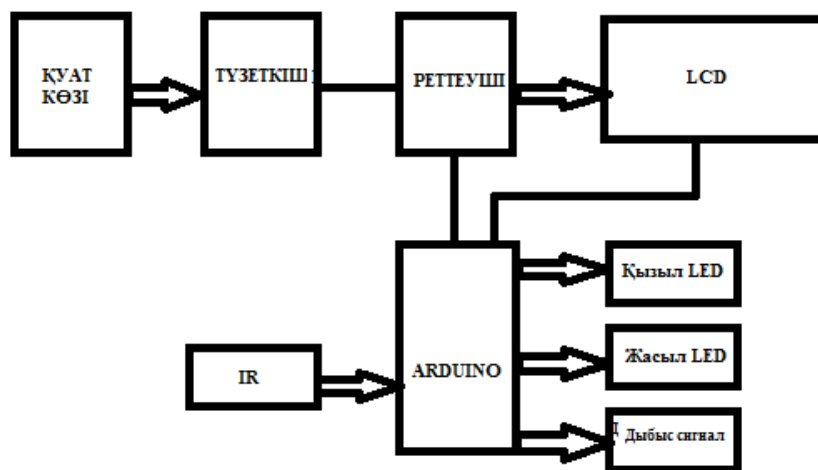 ҚУАТ
КӨЗІ
ТҮЗЕТКІШ
РЕТТЕУШІ
LCD
Қызыл LED
Жасыл LED
IR
ARDUINO
Дыбыс сигнал